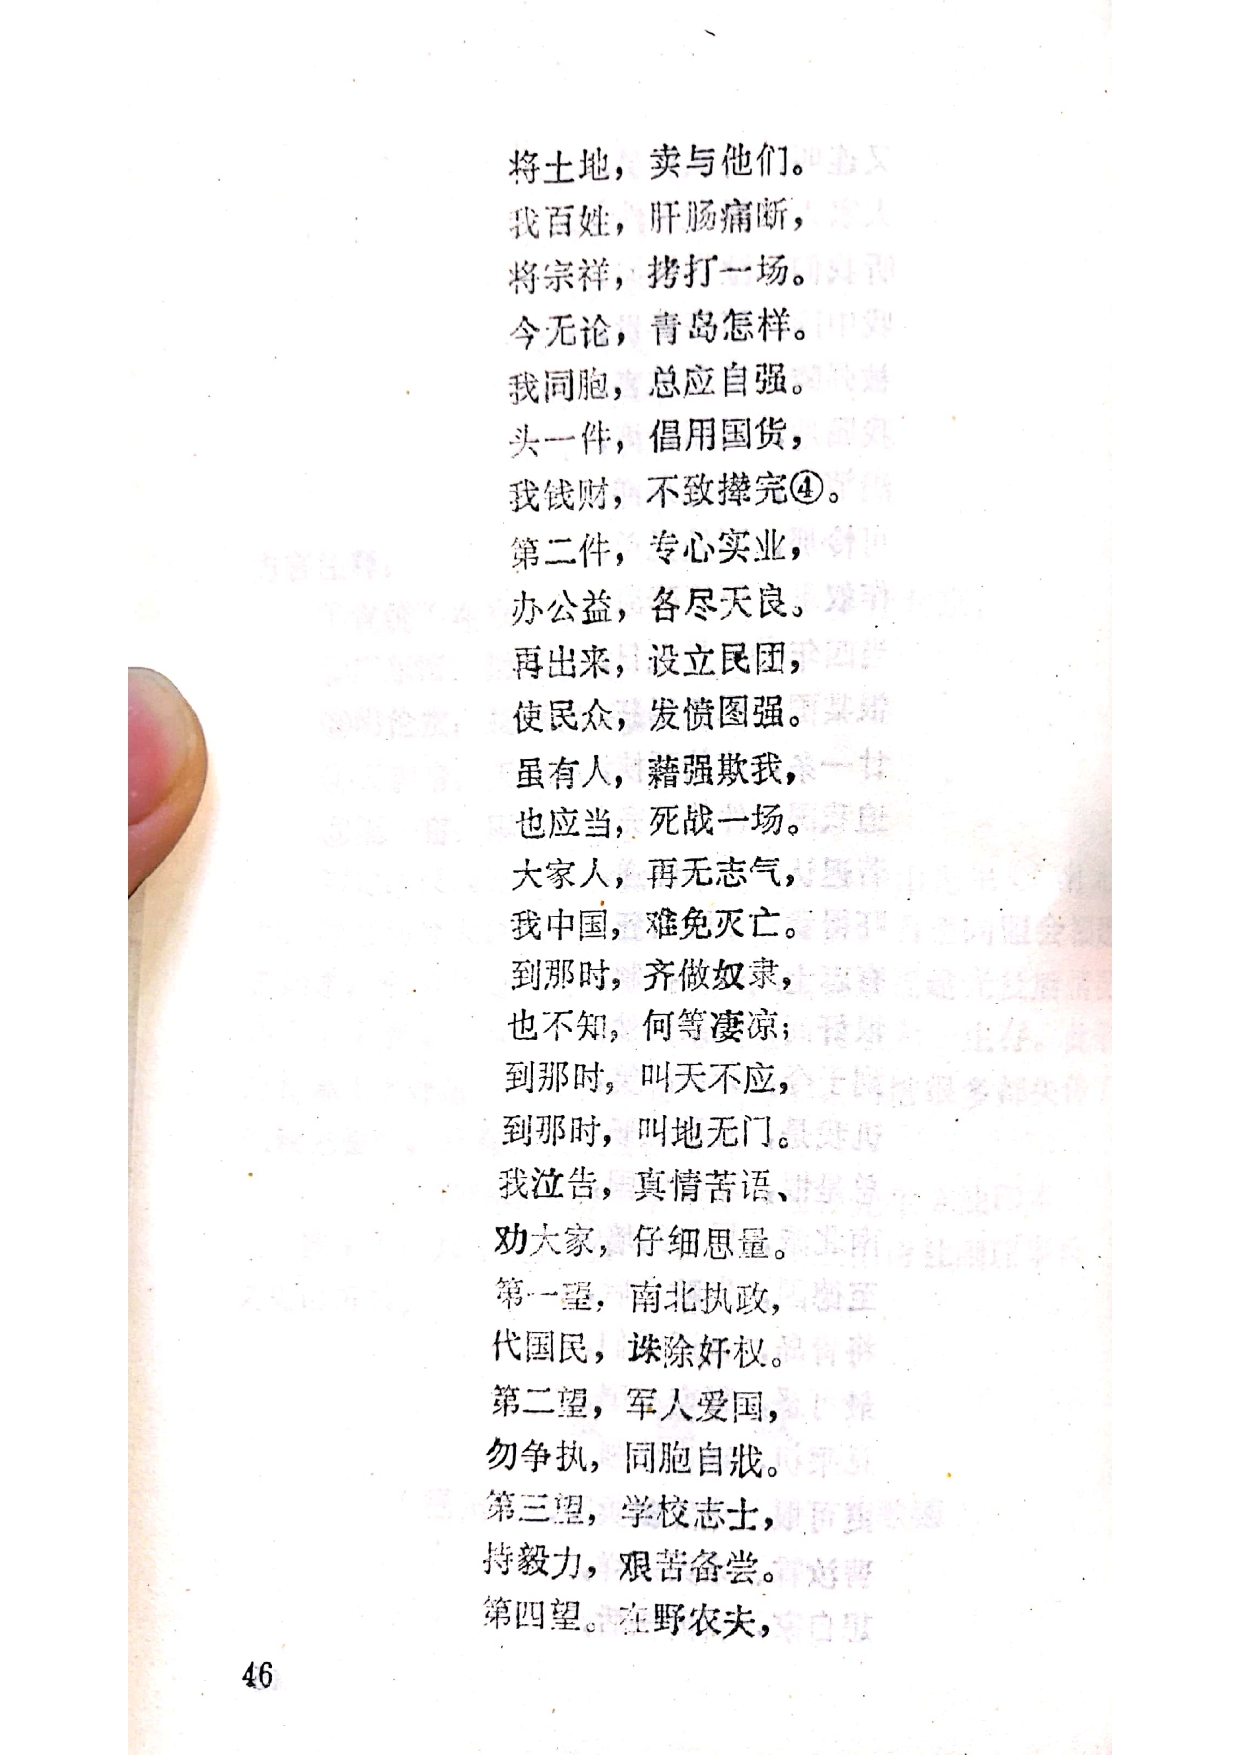 将土地，卖与他们。
我百姓，肝肠痛断，
将宗祥，拷打一场。
今无论，青岛怎样。
我同胞，总应自强。
头一件，倡用国货，
我钱财，不致撵完④。
第二件，专心实业，
办公益，各尽天良。
再出来，设立民团，
使民众，发愤图强。
虽有人，藉强欺我，
也应当，死战一场。
大家人，再无志气，
我中国，难免灭亡。
到那时，齐做奴隶，
也不知，何等凄凉；
到那时，叫天不应，
到那时，叫地无门。
我泣告，真情苦语、
劝大家，仔细思量。
第一望，南北执政，
代国民，诛除奸权。
第二望，军人爱国，
勿争执，同胞自戕。
第三望，学校志士，
持毅力，艰苦备尝。
第四望。在野农夫，
46